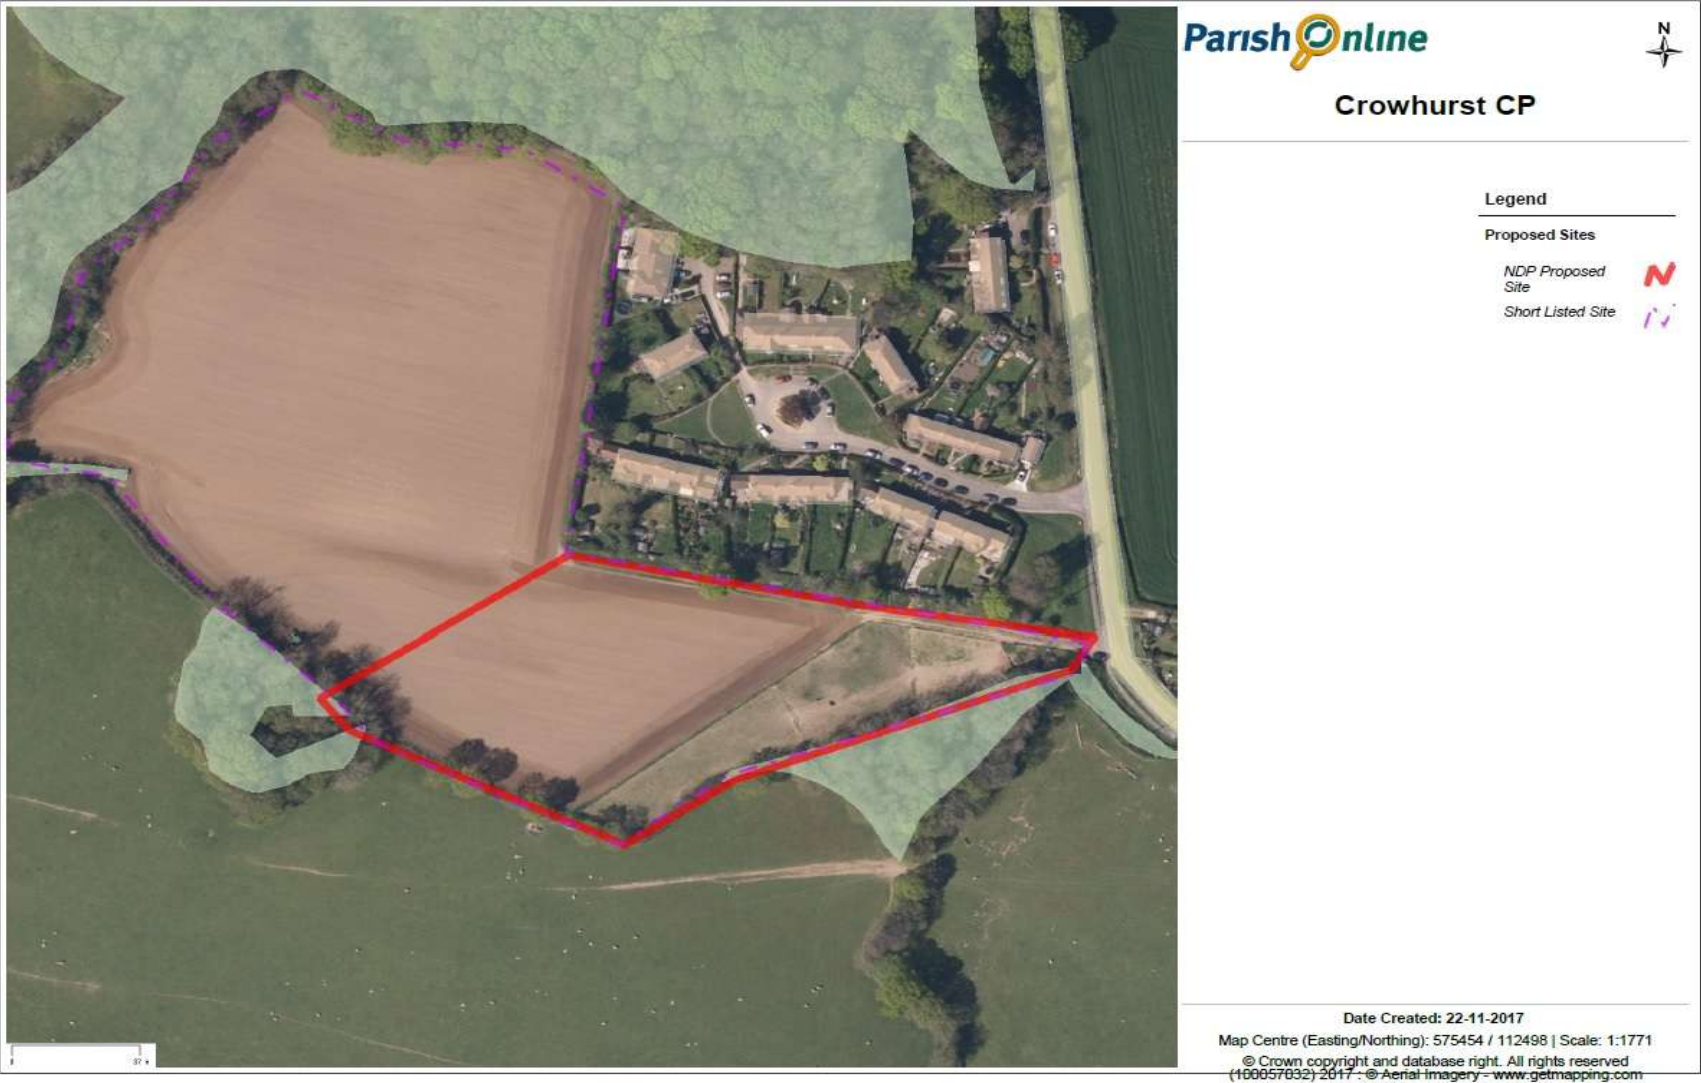 Parish Online
N
Crowhurst CP
Legend
Proposed Sites
NDP Proposed
Site
Short Listed Site
Date Created: 22-11-2017
Map Centre (Easting/Northing): 575454 / 112498 | Scale: 1:1771
© Crown copyright and database right. All rights reserved
(100057032) 2017 : © Aerial Imagery - www.getmapping.com